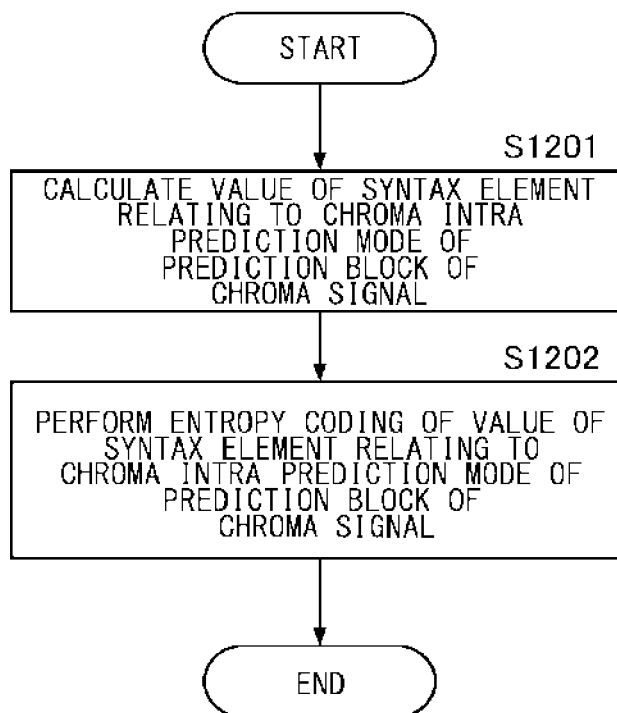 START
S1201
CALCULATE VALUE OF SYNTAX ELEMENT
RELATING TO CHROMA INTRA
PREDICTION MODE OF
PREDICTION BLOCK OF
CHROMA SIGNAL
S1202
PERFORM ENTROPY CODING OF VALUE OF
SYNTAX ELEMENT RELATING TO
CHROMA INTRA PREDICTION MODE OF
PREDICTION BLOCK OF
CHROMA SIGNAL
END